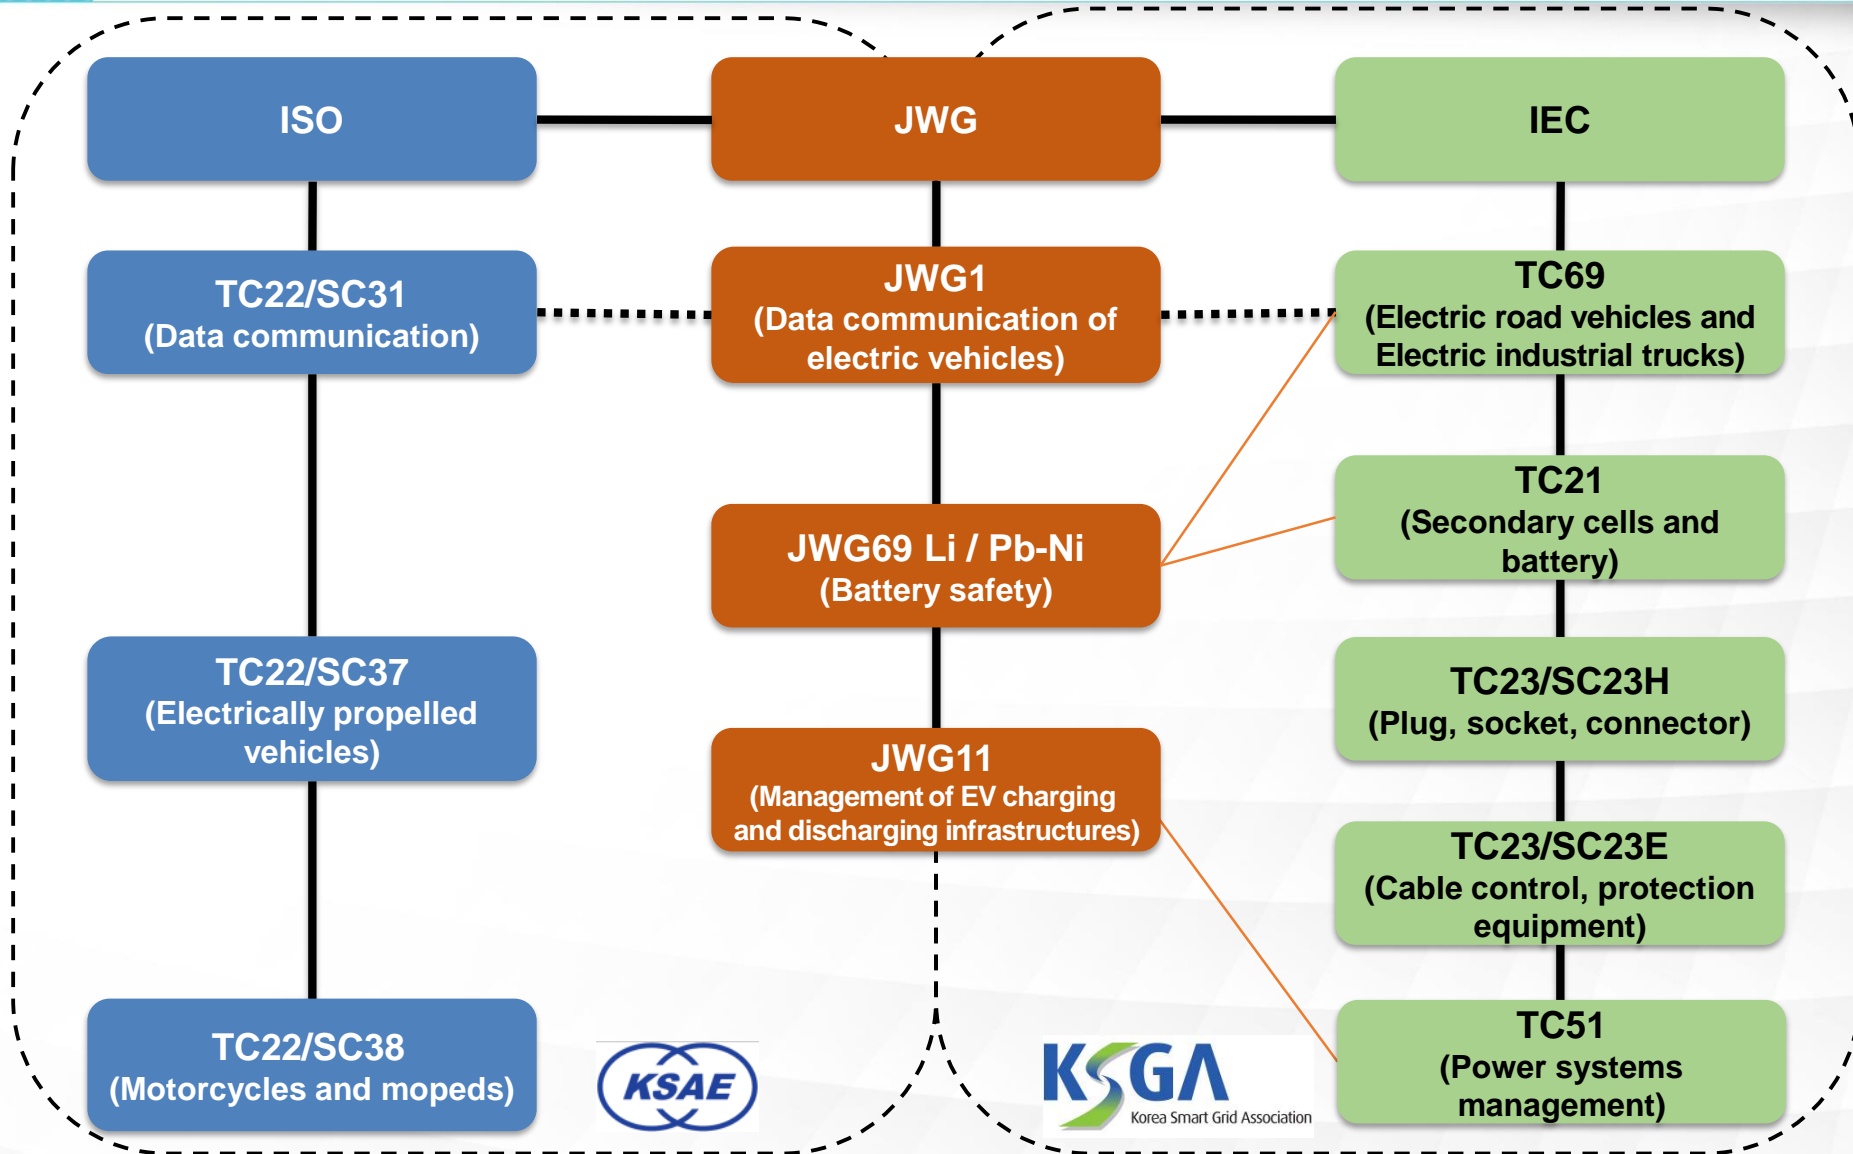 ISO
JWG
IEC
TC22/SC31
(Data communication)
JWG1
(Data communication of
electric vehicles)
TC69
(Electric road vehicles and
Electric industrial trucks)
JWG69 Li / Pb-Ni
(Battery safety)
TC21
(Secondary cells and
battery)
TC22/SC37
(Electrically propelled
vehicles)
JWG11
(Management of EV charging
and discharging infrastructures)
TC23/SC23H
(Plug, socket, connector)
TC23/SC23E
(Cable control, protection
equipment)
TC22/SC38
(Motorcycles and mopeds)
KSAE
KSGA
Korea Smart Grid Association
TC51
(Power systems
management)